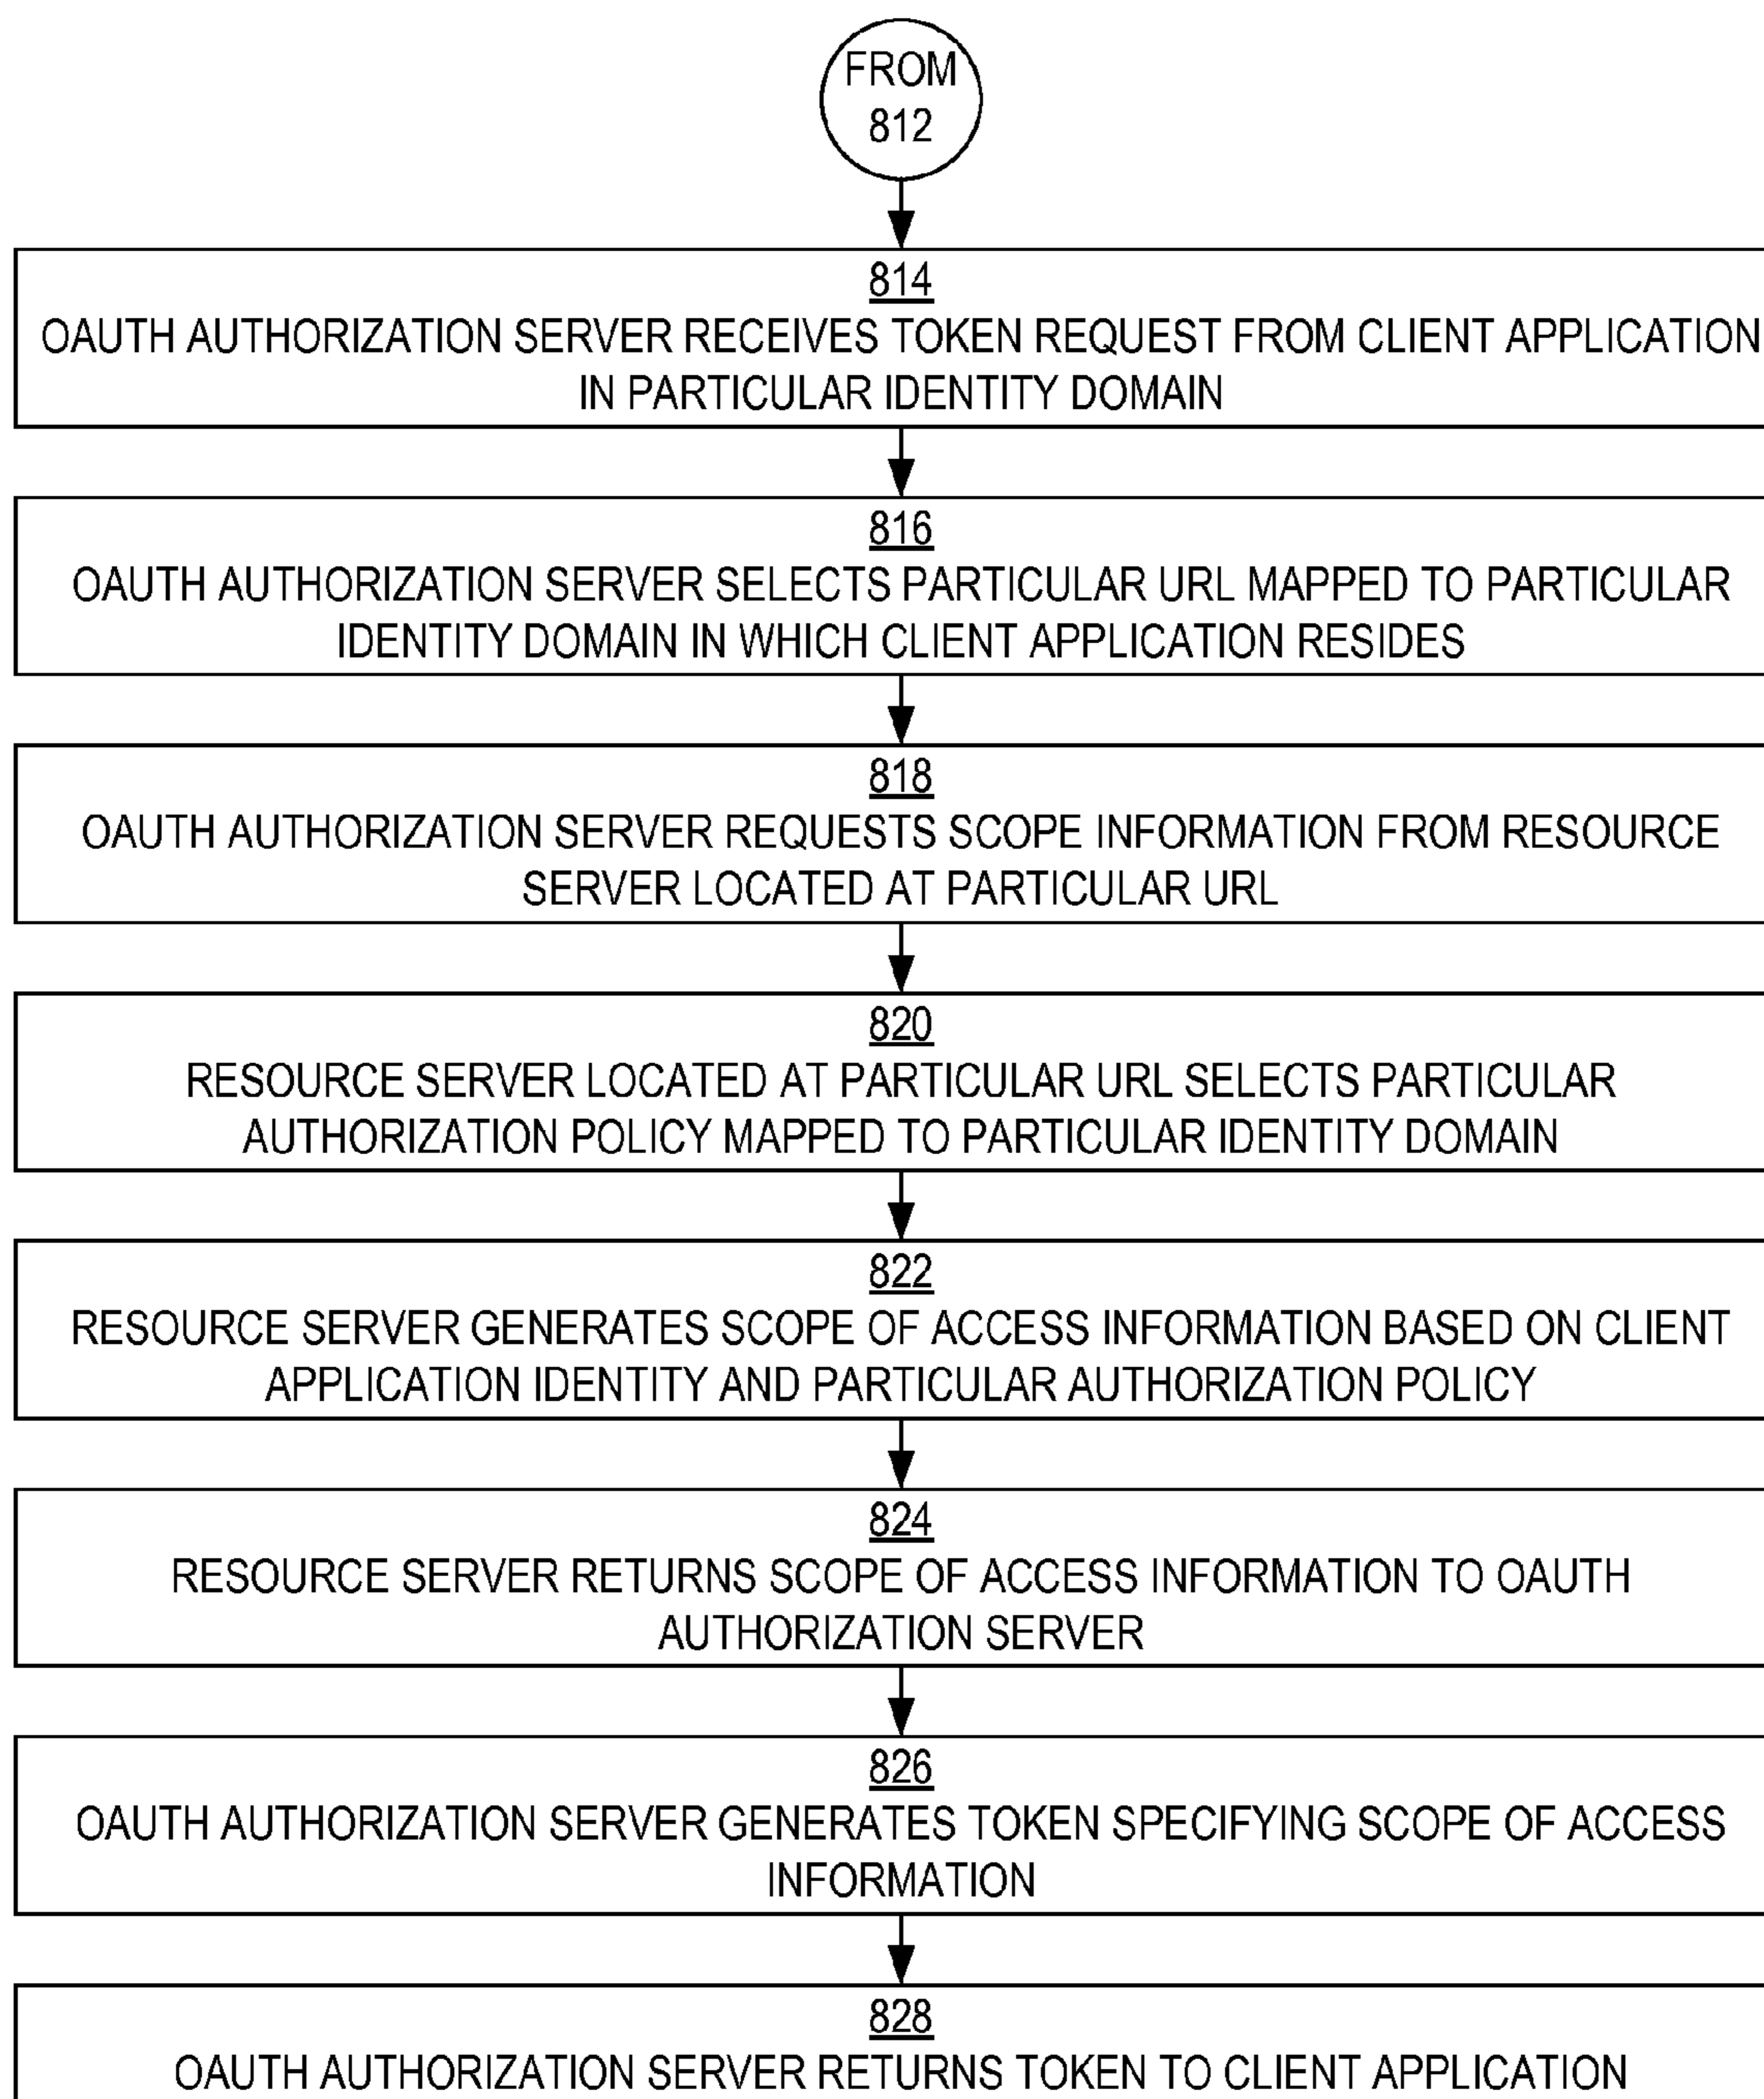 FROM
812
814
OAUTH AUTHORIZATION SERVER RECEIVES TOKEN REQUEST FROM CLIENT APPLICATION
IN PARTICULAR IDENTITY DOMAIN
816
OAUTH AUTHORIZATION SERVER SELECTS PARTICULAR URL MAPPED TO PARTICULAR
IDENTITY DOMAIN IN WHICH CLIENT APPLICATION RESIDES
818
OAUTH AUTHORIZATION SERVER REQUESTS SCOPE INFORMATION FROM RESOURCE
SERVER LOCATED AT PARTICULAR URL
820
RESOURCE SERVER LOCATED AT PARTICULAR URL SELECTS PARTICULAR
AUTHORIZATION POLICY MAPPED TO PARTICULAR IDENTITY DOMAIN
822
RESOURCE SERVER GENERATES SCOPE OF ACCESS INFORMATION BASED ON CLIENT
APPLICATION IDENTITY AND PARTICULAR AUTHORIZATION POLICY
824
RESOURCE SERVER RETURNS SCOPE OF ACCESS INFORMATION TO OAUTH
AUTHORIZATION SERVER
826
OAUTH AUTHORIZATION SERVER GENERATES TOKEN SPECIFYING SCOPE OF ACCESS
INFORMATION
828
OAUTH AUTHORIZATION SERVER RETURNS TOKEN TO CLIENT APPLICATION